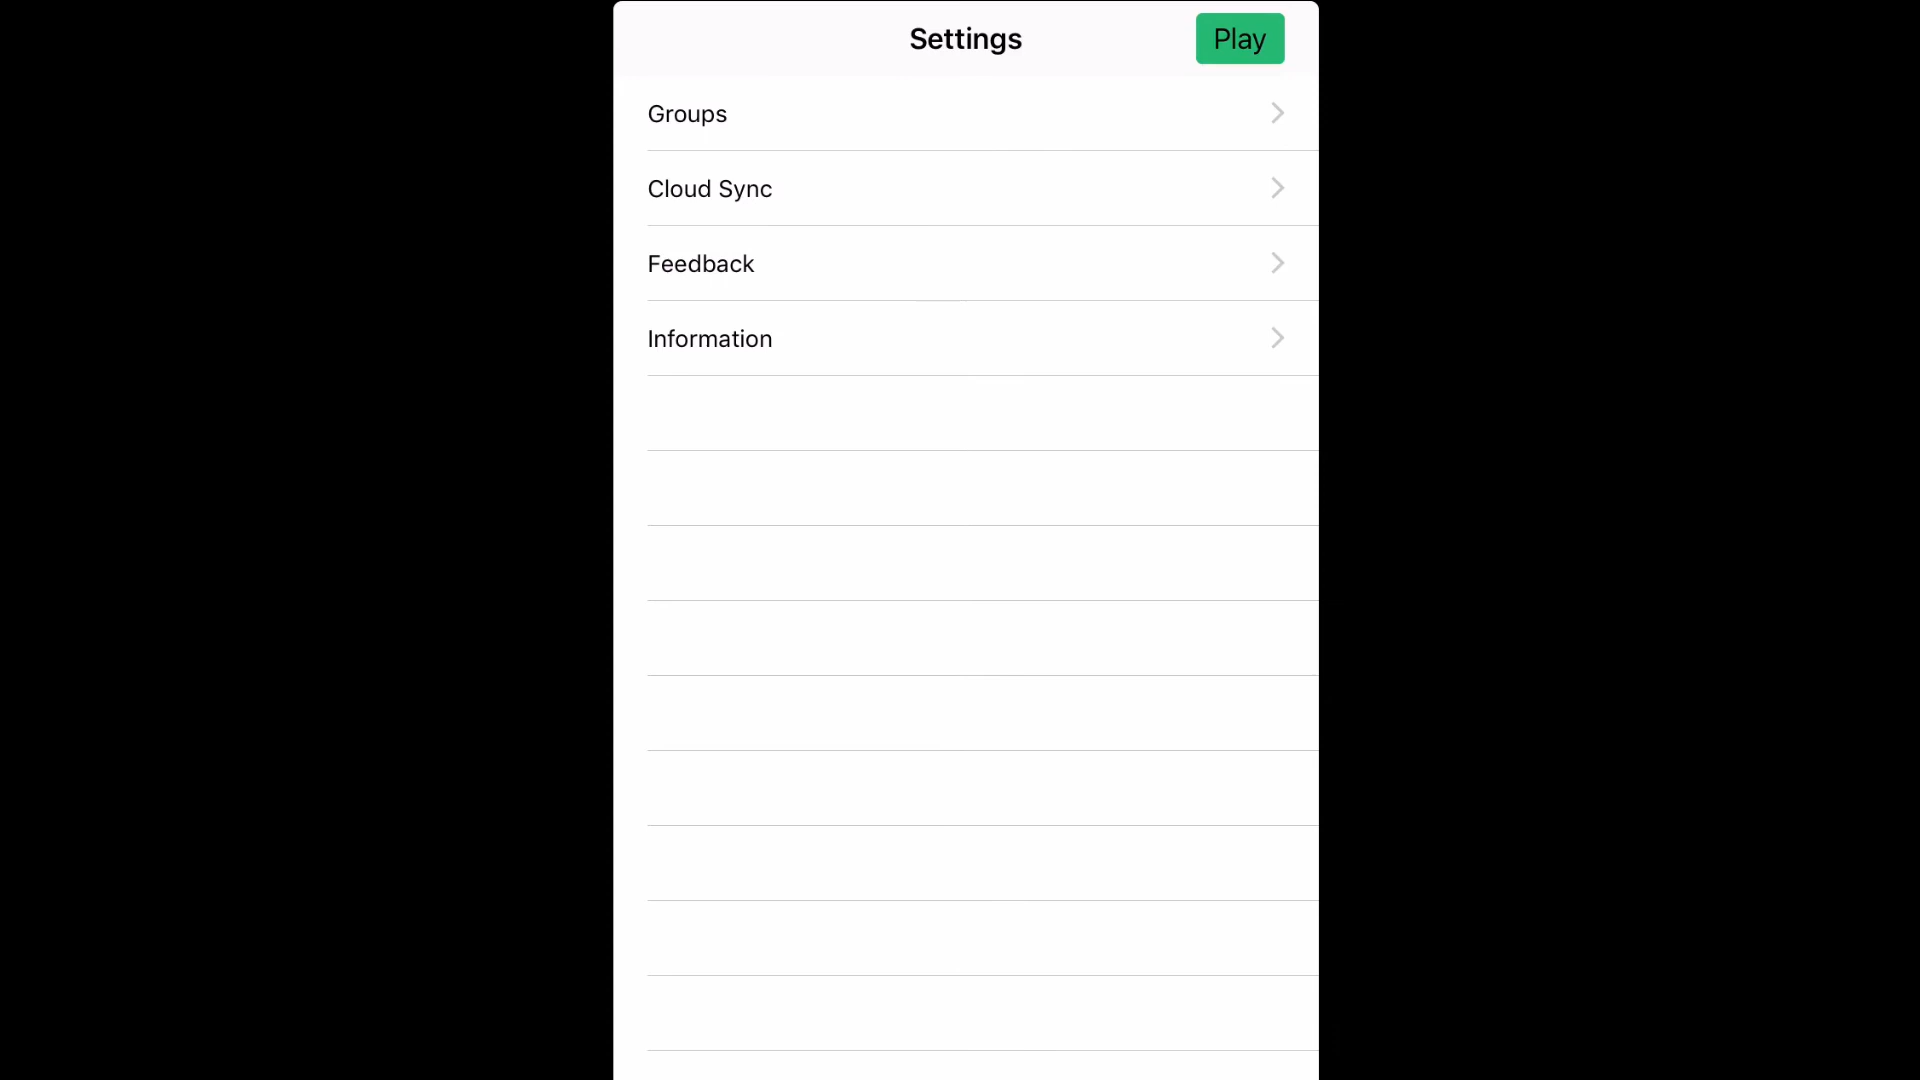 Settings
Play
Groups
Cloud Sync
Feedback
Information